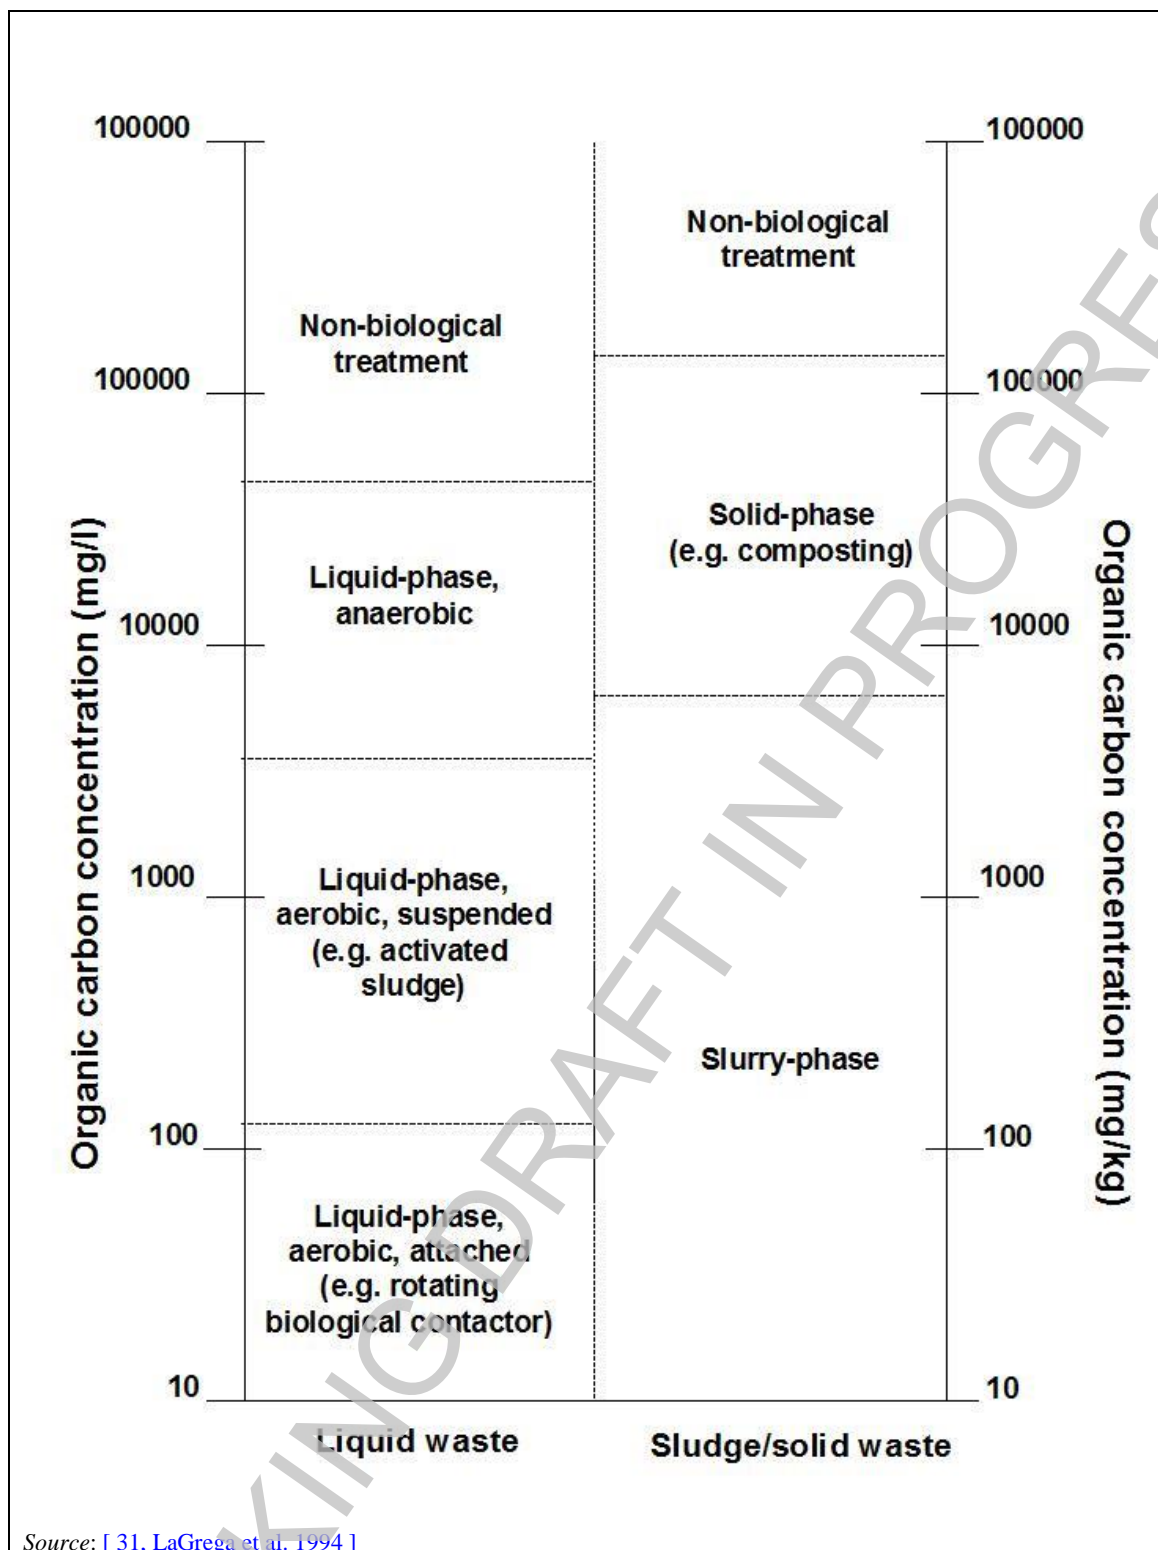 100000
100000
Non-biological
treatment
Non-biological
treatment
100000
100000
Solid-phase
(e.g. composting)
Liquid-phase,
anaerobic
10000
10000
Organic carbon concentration (mg/l)
Organic carbon concentration (mg/kg)
1000
1000
Liquid-phase,
aerobic, suspended
(e.g. activated
sludge)
Slurry-phase
100
100
Liquid-phase,
aerobic, attached
(e.g. rotating
biological contactor)
10
10
Liquid waste
Sludge/solid waste
KING DRAFT IN PROGRES
Source: [ 31, LaGrega et al. 1994 ]